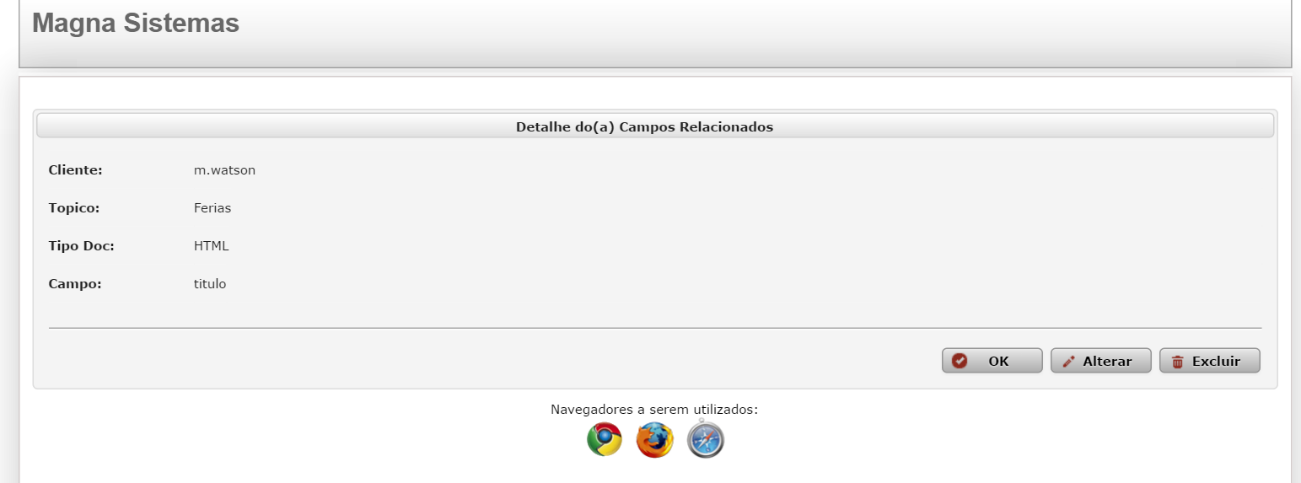 Magna Sistemas
Detalhe do(a) Campos Relacionados
Cliente: m.watson
Topico: Ferias
Tipo Doc: HTML
Campo: titulo
OK Alterar Excluir
Navegadores a serem utilizados: